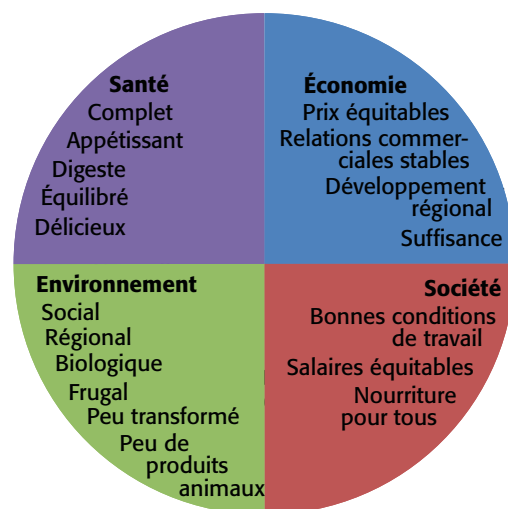 Santé
Complet
Appétissant
Digeste
Équilibré
Délicieux
Économie
Prix équitables
Relations commer-
ciales stables
Développement
régional
Suffisance
Environnement
Social
Régional
Biologique
Frugal
Peu transformé
Peu de
produits
animaux
Société
Bonnes conditions
de travail
Salaires équitables
Nourriture
pour tous